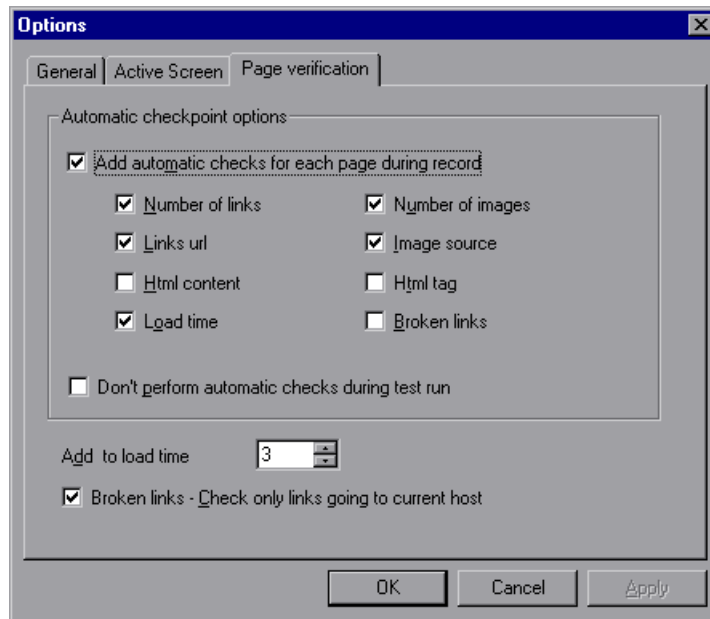 Options
General Active Screen Page verification
Automatic checkpoint options
Add automatic checks for each page during record
Number of links Number of images
Links url Image source
Html content Html tag
Load time Broken links
Don't perform automatic checks during test run
Add to load time 3
Broken links - Check only links going to current host
OK Cancel Apply